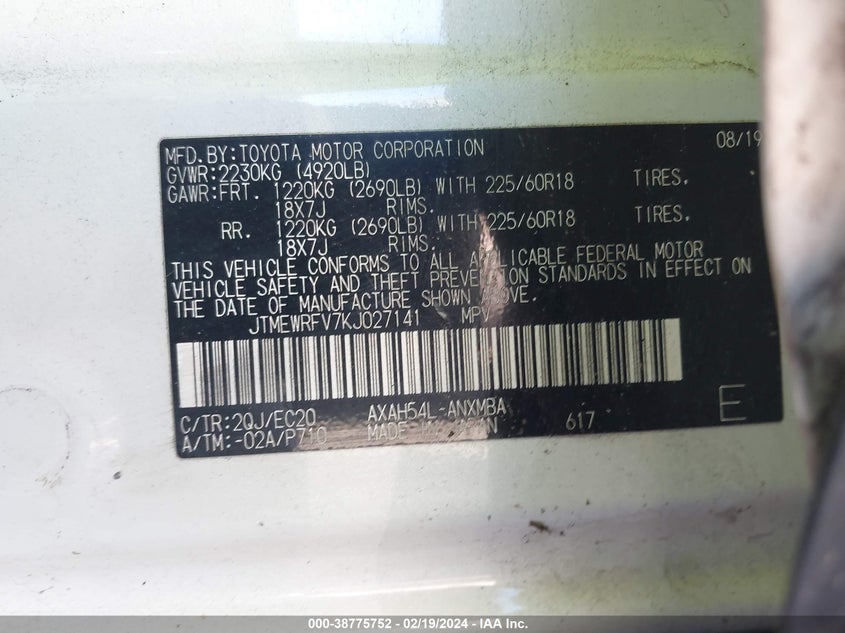 MFD.BY:TOYOTA MOTOR CORPORATION 08/19
GVWR:2230KG (4920LB)
GAWR:FRT. 1220KG (2690LB) WITH 225/60R18 TIRES.
18X7J RIMS.
RR. 1220KG (2690LB) WITH 225/60R18 TIRES.
18X7J RIMS.
THIS VEHICLE CONFORMS TO ALL APPLICABLE FEDERAL MOTOR
VEHICLE SAFETY AND THEFT PREVENTION STANDARDS IN EFFECT ON
THE DATE OF MANUFACTURE SHOWN ABOVE.
JTMEWRFV7KJ027141 MPV
C/TR:2QJ/EC20 AXAH54L-ANXMBA E
A/TM:-02A/P710 MADE IN JAPAN 617
000-38775752 - 02/19/2024 - IAA Inc.